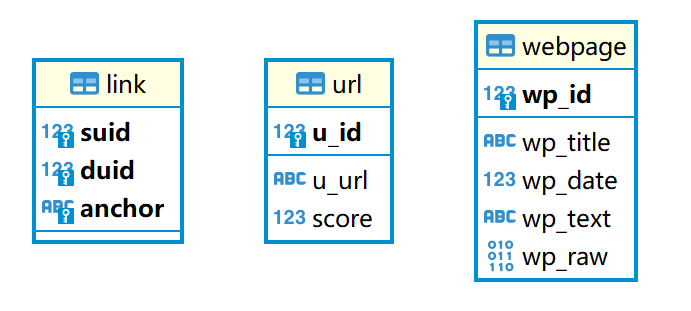 link
123 suid
123 duid
ABC anchor
url
123 u_id
ABC u_url
123 score
webpage
123 wp_id
ABC wp_title
123 wp_date
ABC wp_text
010
011
110 wp_raw